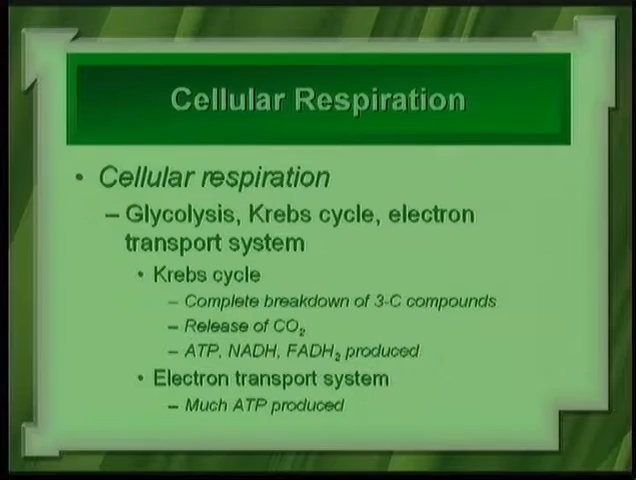 Cellular Respiration
• Cellular respiration
– Glycolysis, Krebs cycle, electron
transport system
• Krebs cycle
– Complete breakdown of 3-C compounds
– Release of CO₂
– ATP, NADH, FADH₂ produced
• Electron transport system
– Much ATP produced